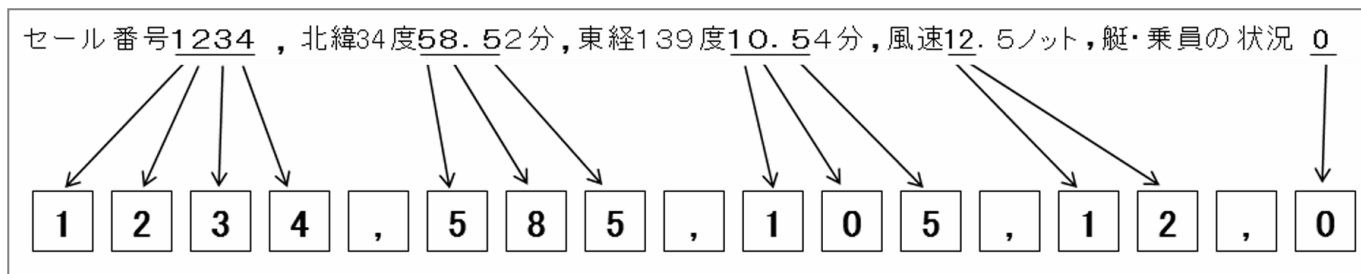 セール番号1234 , 北緯34度58.52分,東経139度10.54分,風速12.5ノット,艇・乗員の状況 0
1 2 3 4 , 5 8 5 , 1 0 5 , 1 2 , 0